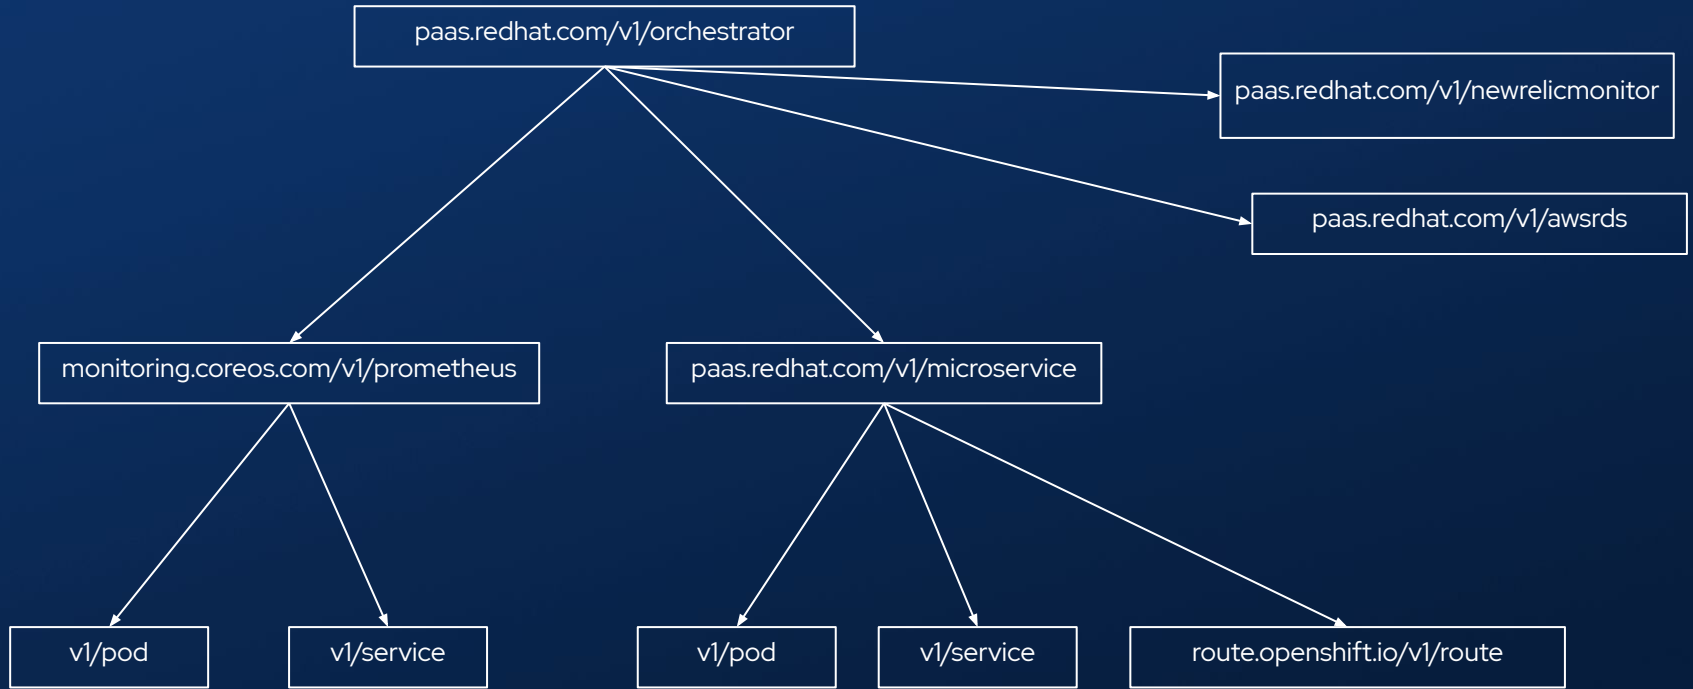 paas.redhat.com/v1/orchestrator
paas.redhat.com/v1/newrelicmonitor
paas.redhat.com/v1/awsrds
monitoring.coreos.com/v1/prometheus
paas.redhat.com/v1/microservice
v1/pod
v1/service
v1/pod
v1/service
route.openshift.io/v1/route